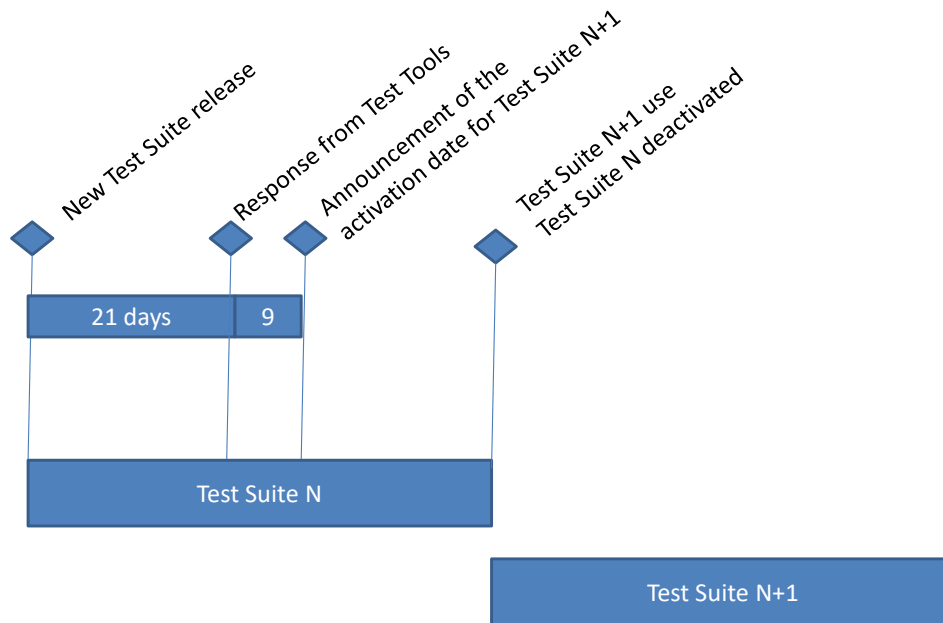 New Test Suite release
Response from Test Tools
Announcement of the
activation date for Test Suite N+1
Test Suite N+1 use
Test Suite N deactivated
21 days
9
Test Suite N
Test Suite N+1